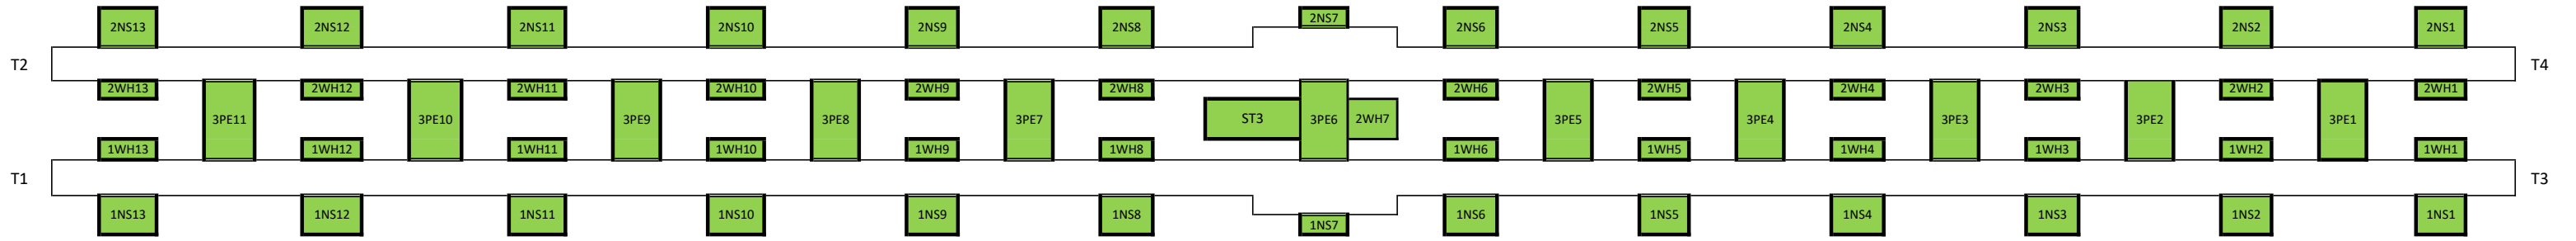 2NS13 2NS12 2NS11 2NS10 2NS9 2NS8 2NS7 2NS6 2NS5 2NS4 2NS3 2NS2 2NS1
T2 T4
2WH13 2WH12 2WH11 2WH10 2WH9 2WH8 2WH6 2WH5 2WH4 2WH3 2WH2 2WH1
3PE11 3PE10 3PE9 3PE8 3PE7 ST3 3PE6 2WH7 3PE5 3PE4 3PE3 3PE2 3PE1
1WH13 1WH12 1WH11 1WH10 1WH9 1WH8 1WH6 1WH5 1WH4 1WH3 1WH2 1WH1
T1 T3
1NS13 1NS12 1NS11 1NS10 1NS9 1NS8 1NS7 1NS6 1NS5 1NS4 1NS3 1NS2 1NS1